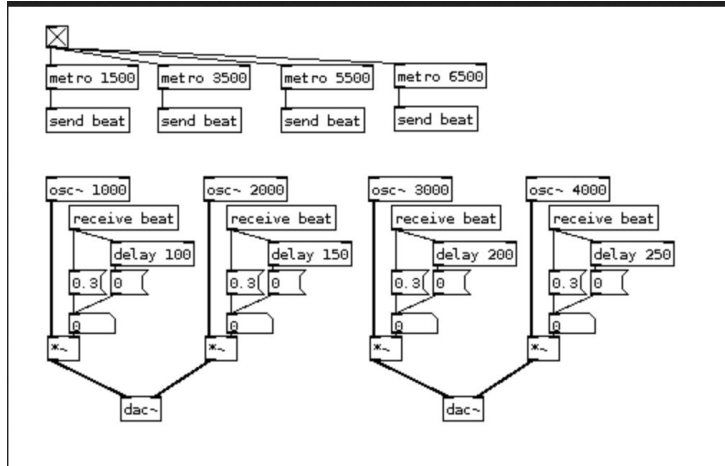 metro 1500 metro 3500 metro 5500 metro 6500
send beat send beat send beat send beat
osc~ 1000 osc~ 2000 osc~ 3000 osc~ 4000
receive beat receive beat receive beat receive beat
delay 100 delay 150 delay 200 delay 250
0.3 0 0.3 0 0.3 0 0.3 0
0 0 0 0
*~ *~ *~ *~
dac~ dac~